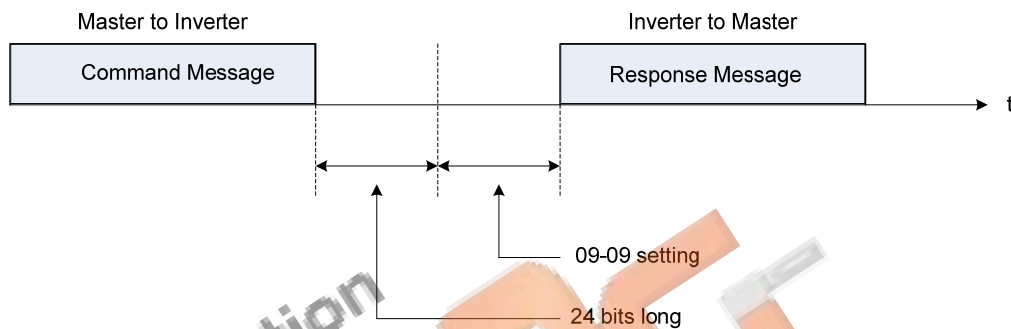 Master to Inverter
Inverter to Master
Command Message
Response Message
t
09-09 setting
24 bits long